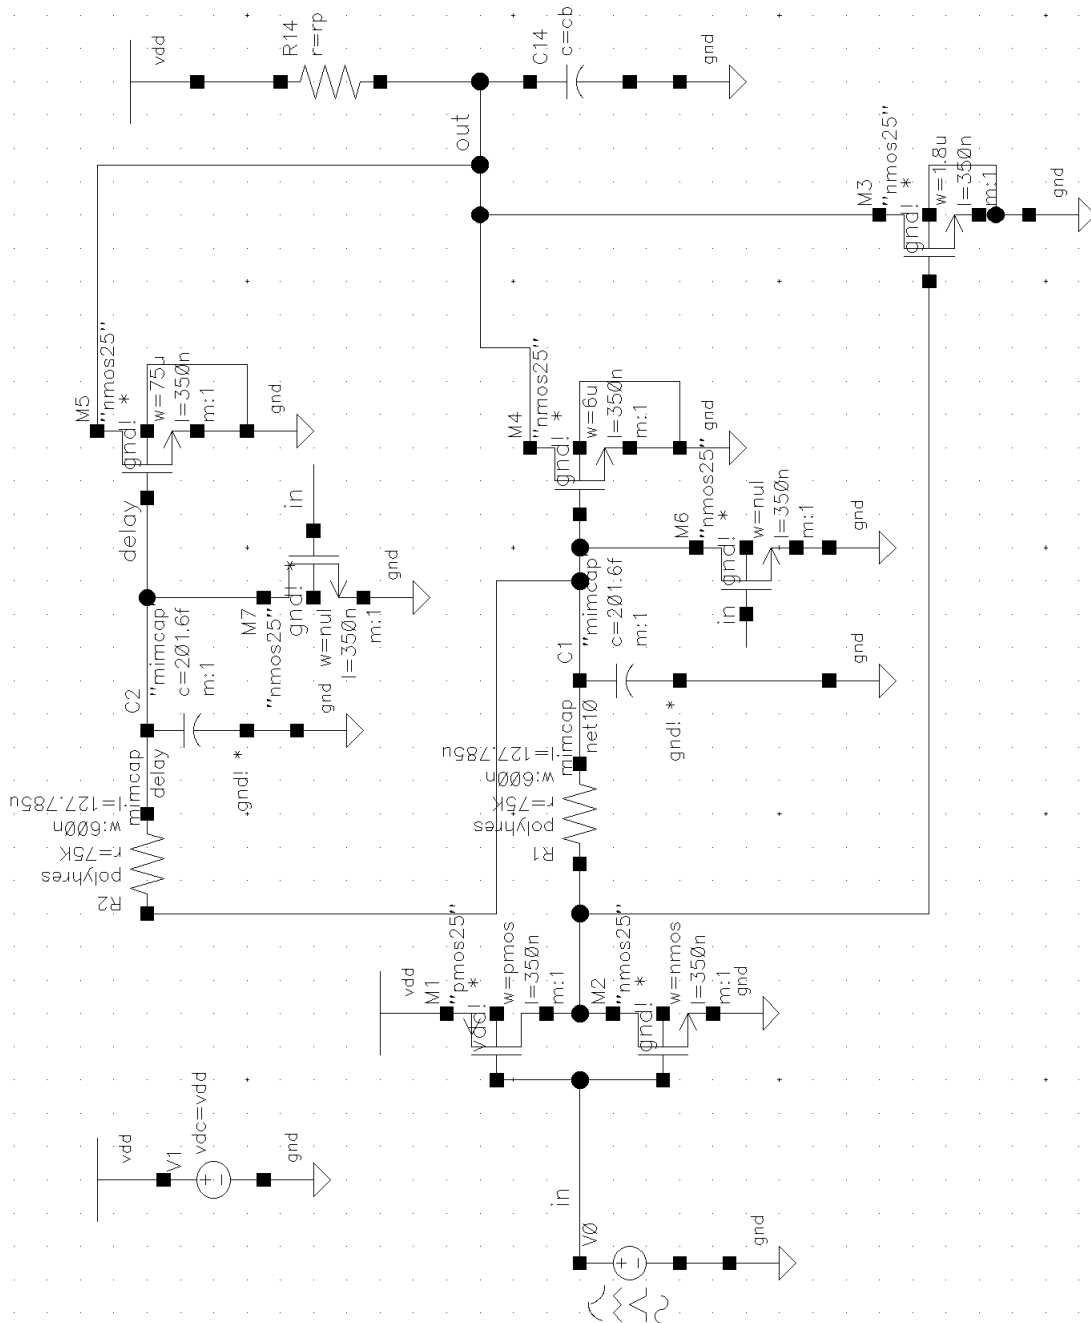 vdd
R14
r=rp
C14
c=cb
gnd
out
M3
"nmos25"
gnd! *
w=1.8u
l=350n
m:1
gnd
M5
"nmos25"
gnd! *
w=75u
l=350n
m:1
gnd
delay
M4
"nmos25"
gnd! *
w=6u
l=350n
m:1
gnd
in
M7
"nmos25"
gnd! *
w=nul
l=350n
m:1
gnd
M6
"nmos25"
gnd! *
w=nul
l=350n
m:1
gnd
in
C2
"mimcap"
c=201.6f
m:1
mimcap
delay
gnd! *
gnd
C1
"mimcap"
c=201.6f
m:1
mimcap
net10
gnd! *
gnd
R2
polyhres
r=75K
w:600n
l=127.785u
R1
polyhres
r=75K
w:600n
l=127.785u
vdd
M1
"pmos25"
vdd! *
w=pmos
l=350n
m:1
M2
"nmos25"
gnd! *
w=nmos
l=350n
m:1
gnd
vdd
V1
vdc=vdd
gnd
in
V0
gnd